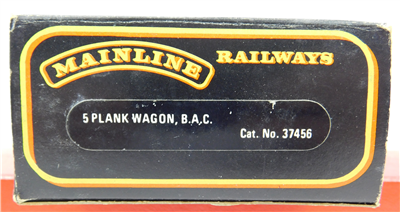 MAINLINE RAILWAYS
5 PLANK WAGON, B.A.C.
Cat. No. 37456